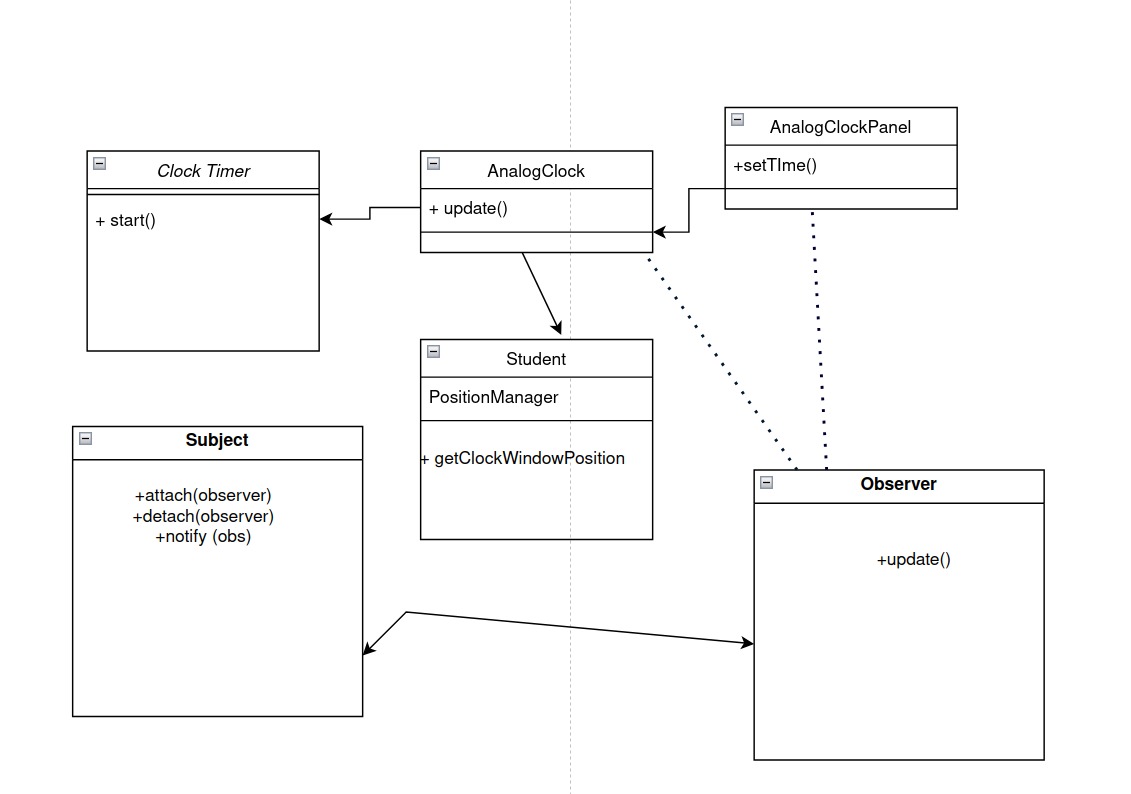 AnalogClockPanel
+setTIme()
Clock Timer
+ start()
AnalogClock
+ update()
Student
PositionManager
+ getClockWindowPosition
Subject
+attach(observer)
+detach(observer)
+notify (obs)
Observer
+update()